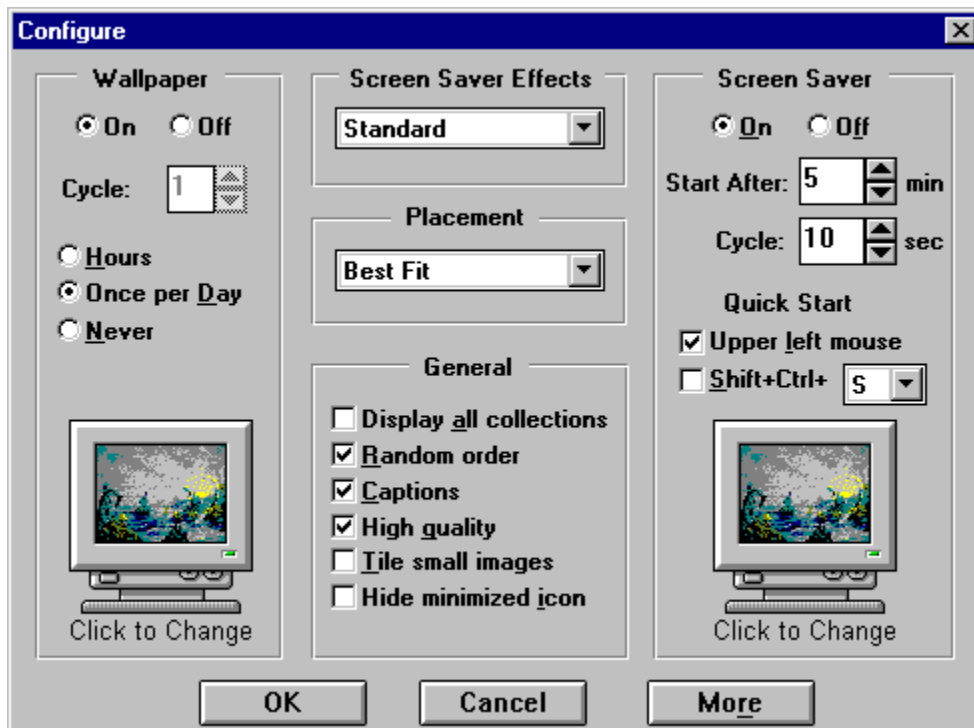 Configure
Wallpaper
On Off
Cycle: 1
Hours
Once per Day
Never
Click to Change
Screen Saver Effects
Standard
Placement
Best Fit
General
Display all collections
Random order
Captions
High quality
Tile small images
Hide minimized icon
Screen Saver
On Off
Start After: 5 min
Cycle: 10 sec
Quick Start
Upper left mouse
Shift+Ctrl+ S
Click to Change
OK Cancel More